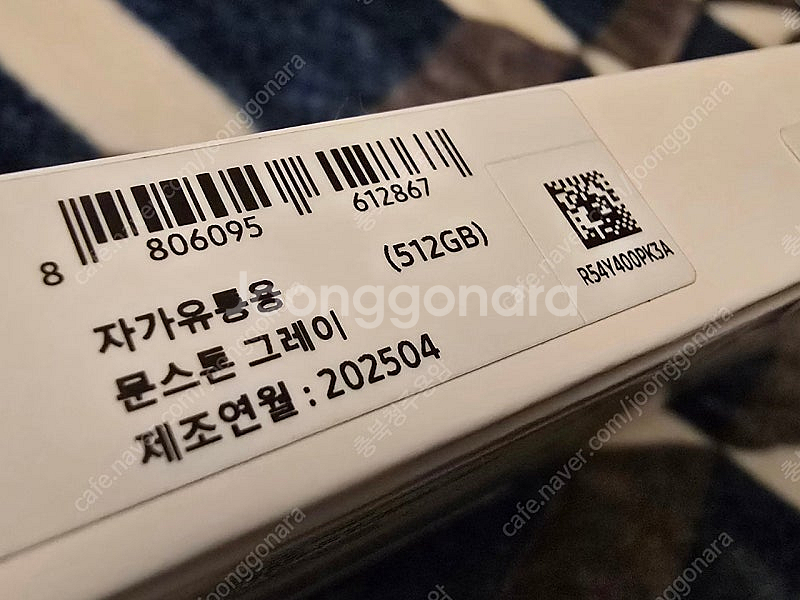 8 806095 612867
(512GB)
R54Y400PK3A
자가유통용
문스톤 그레이
제조연월 : 202504
joonggonara
cafe.naver.com/joonggonara